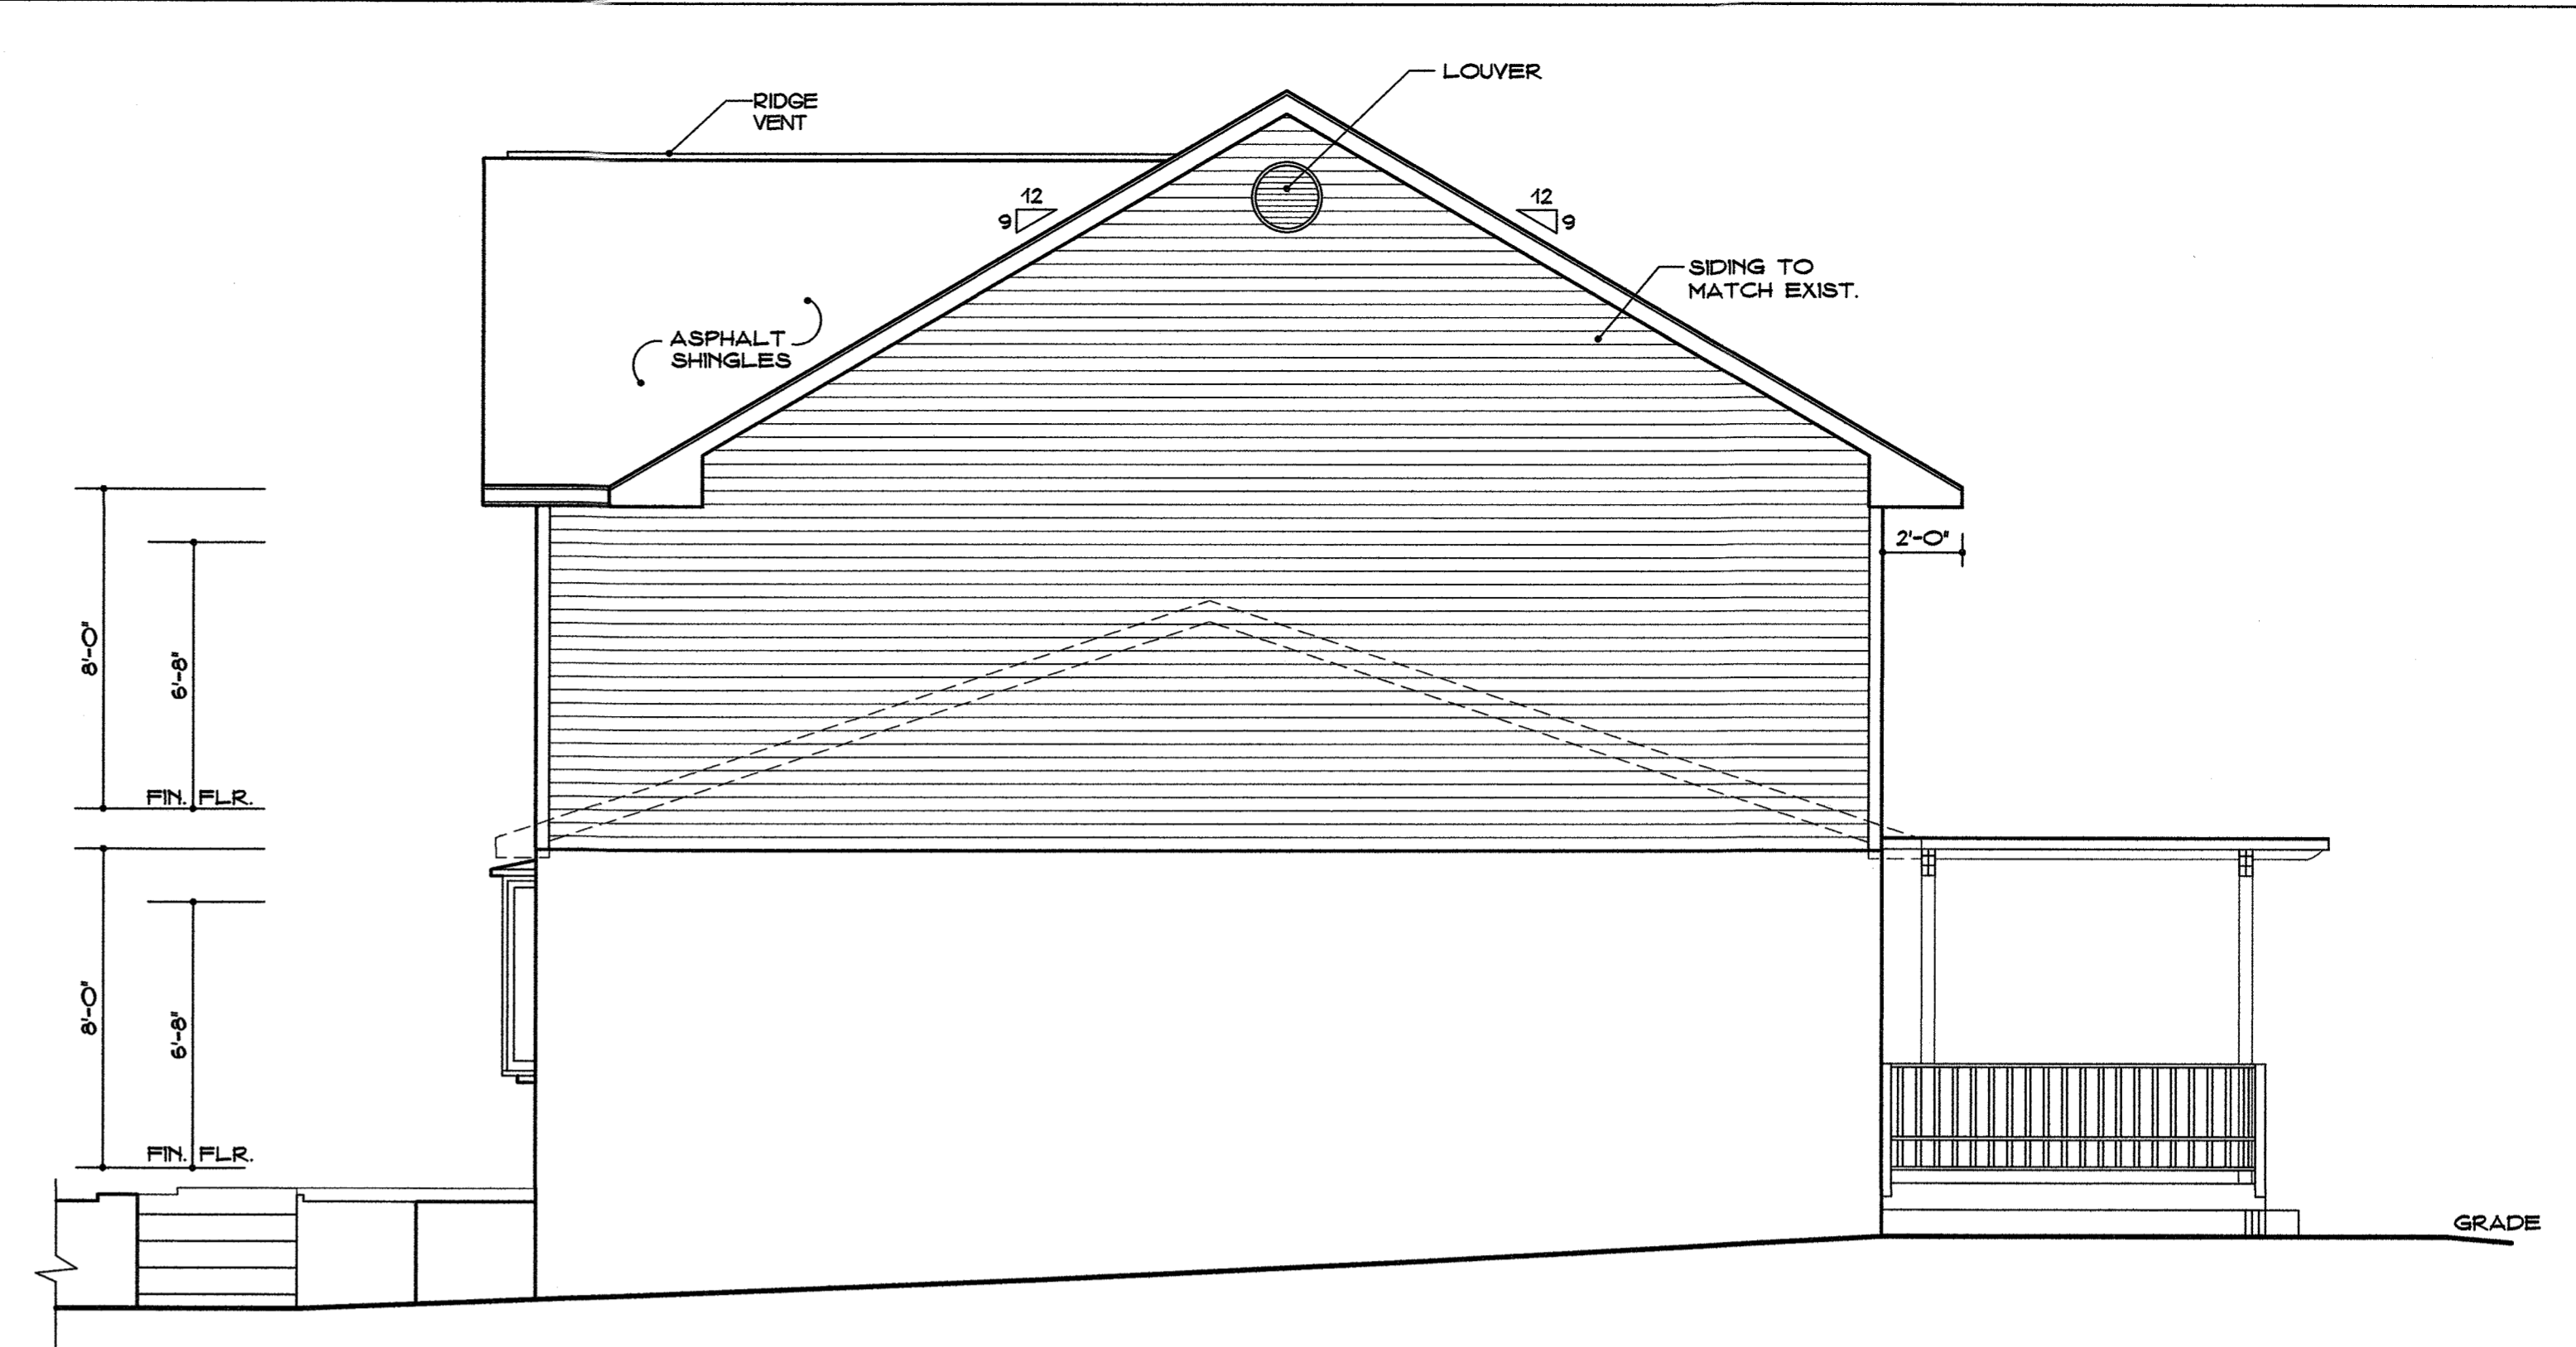 LOUVER
RIDGE
VENT
12
9
12
9
SIDING TO
MATCH EXIST.
ASPHALT
SHINGLES
2'-0"
8'-0"
6'-8"
FIN. FLR.
8'-0"
6'-8"
FIN. FLR.
GRADE